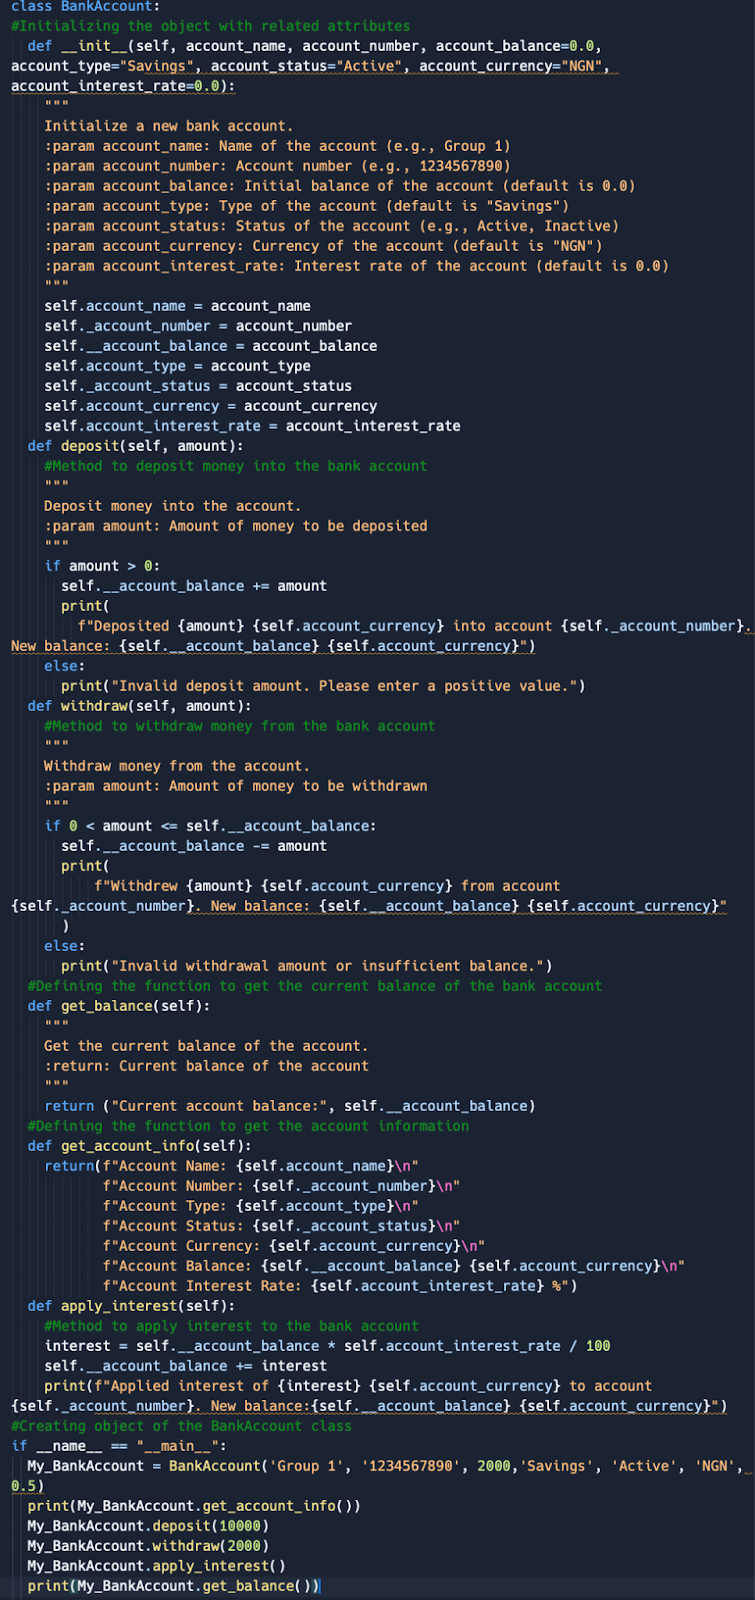 class BankAccount:
#Initializing the object with related attributes
  def __init__(self, account_name, account_number, account_balance=0.0,
account_type="Savings", account_status="Active", account_currency="NGN",
account_interest_rate=0.0):
    """
    Initialize a new bank account.
    :param account_name: Name of the account (e.g., Group 1)
    :param account_number: Account number (e.g., 1234567890)
    :param account_balance: Initial balance of the account (default is 0.0)
    :param account_type: Type of the account (default is "Savings")
    :param account_status: Status of the account (e.g., Active, Inactive)
    :param account_currency: Currency of the account (default is "NGN")
    :param account_interest_rate: Interest rate of the account (default is 0.0)
    """
    self.account_name = account_name
    self._account_number = account_number
    self.__account_balance = account_balance
    self.account_type = account_type
    self._account_status = account_status
    self.account_currency = account_currency
    self.account_interest_rate = account_interest_rate
  def deposit(self, amount):
    #Method to deposit money into the bank account
    """
    Deposit money into the account.
    :param amount: Amount of money to be deposited
    """
    if amount > 0:
      self.__account_balance += amount
      print(
        f"Deposited {amount} {self.account_currency} into account {self._account_number}.
New balance: {self.__account_balance} {self.account_currency}")
    else:
      print("Invalid deposit amount. Please enter a positive value.")
  def withdraw(self, amount):
    #Method to withdraw money from the bank account
    """
    Withdraw money from the account.
    :param amount: Amount of money to be withdrawn
    """
    if 0 < amount <= self.__account_balance:
      self.__account_balance -= amount
      print(
          f"Withdrew {amount} {self.account_currency} from account
{self._account_number}. New balance: {self.__account_balance} {self.account_currency}"
      )
    else:
      print("Invalid withdrawal amount or insufficient balance.")
  #Defining the function to get the current balance of the bank account
  def get_balance(self):
    """
    Get the current balance of the account.
    :return: Current balance of the account
    """
    return ("Current account balance:", self.__account_balance)
  #Defining the function to get the account information
  def get_account_info(self):
    return(f"Account Name: {self.account_name}\n"
           f"Account Number: {self._account_number}\n"
           f"Account Type: {self.account_type}\n"
           f"Account Status: {self._account_status}\n"
           f"Account Currency: {self.account_currency}\n"
           f"Account Balance: {self.__account_balance} {self.account_currency}\n"
           f"Account Interest Rate: {self.account_interest_rate} %")
  def apply_interest(self):
    #Method to apply interest to the bank account
    interest = self.__account_balance * self.account_interest_rate / 100
    self.__account_balance += interest
    print(f"Applied interest of {interest} {self.account_currency} to account
{self._account_number}. New balance:{self.__account_balance} {self.account_currency}")
#Creating object of the BankAccount class
if __name__ == "__main__":
  My_BankAccount = BankAccount('Group 1', '1234567890', 2000,'Savings', 'Active', 'NGN',
0.5)
  print(My_BankAccount.get_account_info())
  My_BankAccount.deposit(10000)
  My_BankAccount.withdraw(2000)
  My_BankAccount.apply_interest()
  print(My_BankAccount.get_balance())